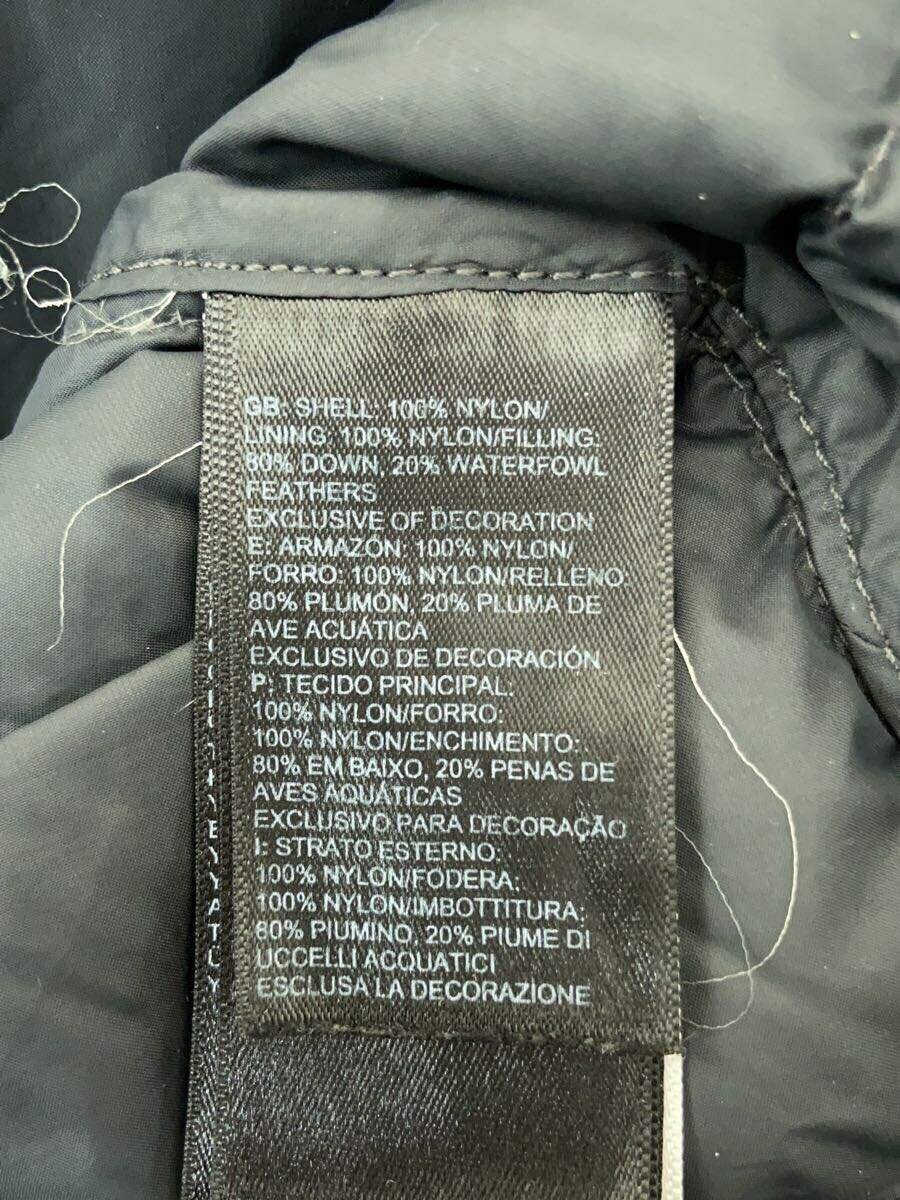 GB: SHELL: 100% NYLON/
LINING: 100% NYLON/FILLING:
80% DOWN, 20% WATERFOWL
FEATHERS
EXCLUSIVE OF DECORATION
E: ARMAZÓN: 100% NYLON/
FORRO: 100% NYLON/RELLENO
80% PLUMÓN, 20% PLUMA DE
AVE ACUÁTICA
EXCLUSIVO DE DECORACIÓN
P: TECIDO PRINCIPAL:
100% NYLON/FORRO:
100% NYLON/ENCHIMENTO:
80% EM BAIXO, 20% PENAS DE
AVES AQUÁTICAS
EXCLUSIVO PARA DECORAÇÃO
I: STRATO ESTERNO:
100% NYLON/FODERA:
100% NYLON/IMBOTTITURA:
80% PIUMINO, 20% PIUME DI
UCCELLI ACQUATICI
ESCLUSA LA DECORAZIONE